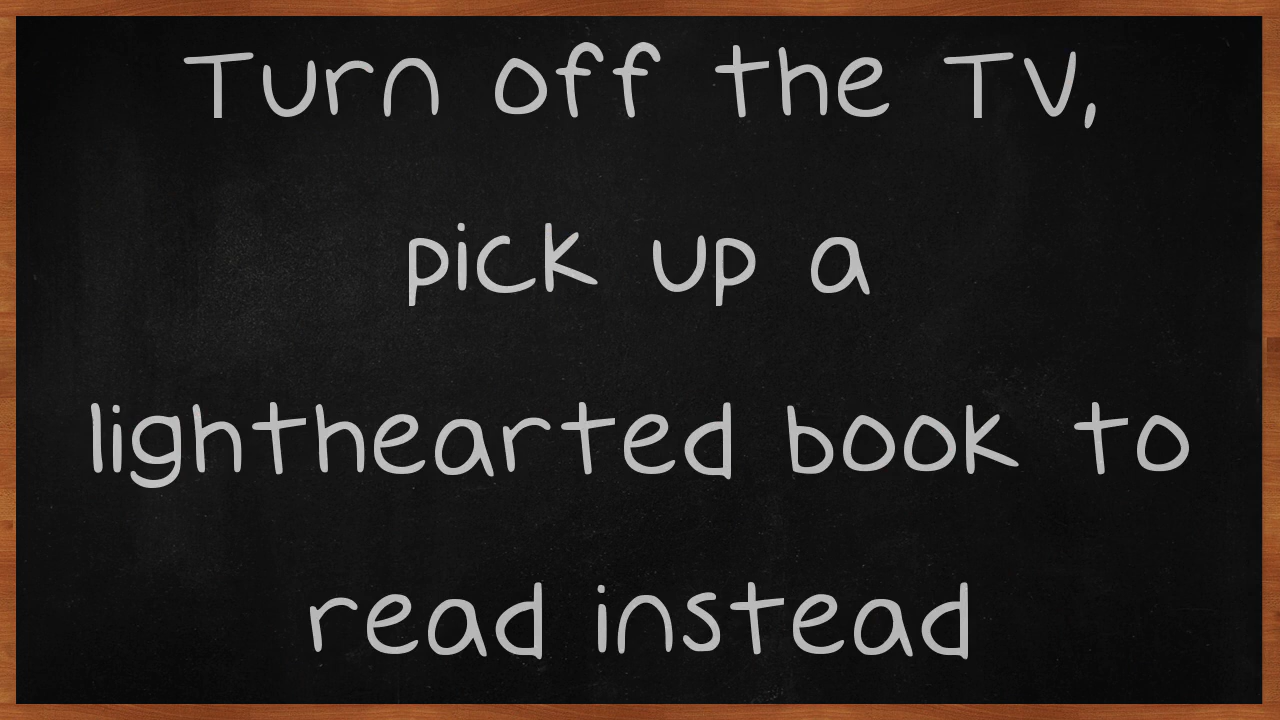 Turn off the TV,
pick up a
lighthearted book to
read instead